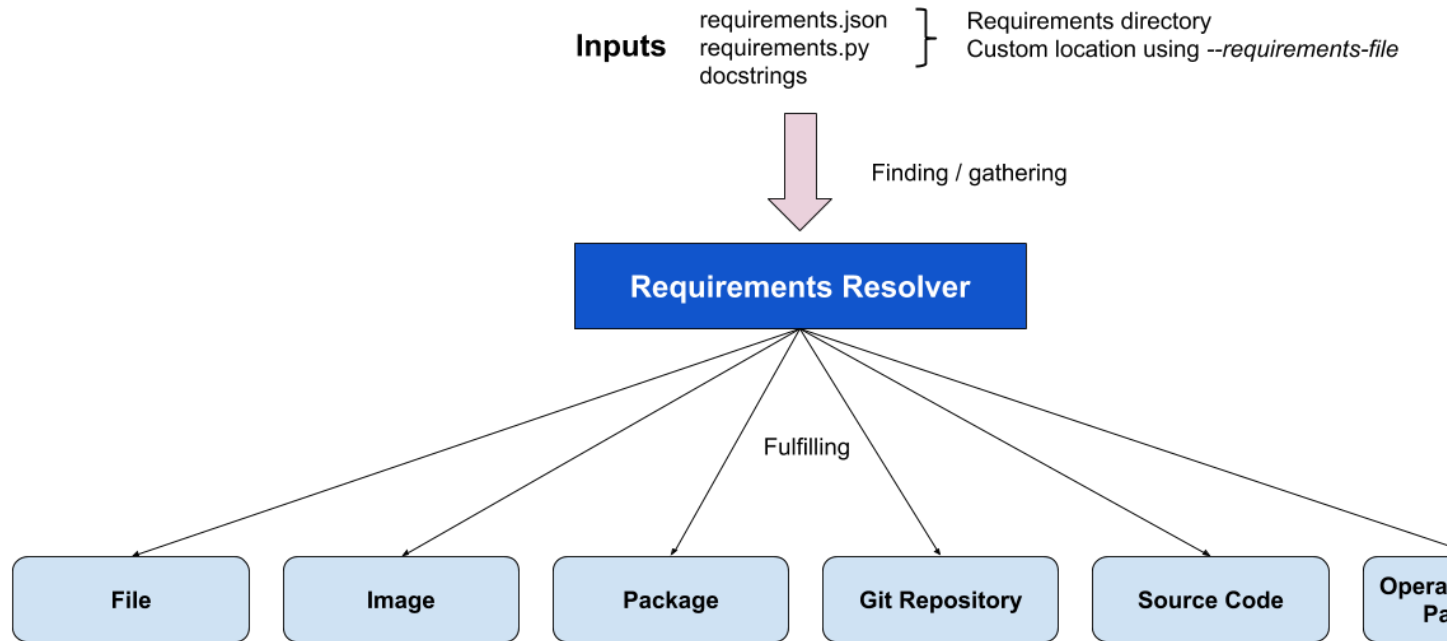 Inputs
requirements.json
requirements.py
docstrings
Requirements directory
Custom location using --requirements-file
Finding / gathering
Requirements Resolver
Fulfilling
File
Image
Package
Git Repository
Source Code